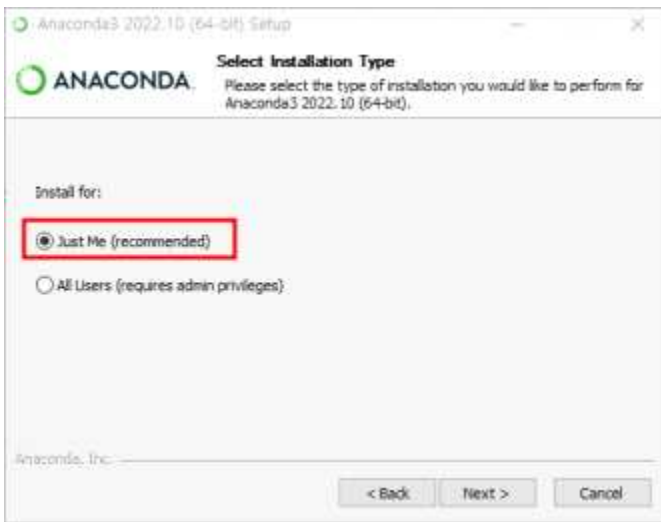 Anaconda3 2022.10 (64-bit) Setup
ANACONDA.
Select Installation Type
Please select the type of installation you would like to perform for
Anaconda3 2022.10 (64-bit).
Install for:
Just Me (recommended)
All Users (requires admin privileges)
Anaconda, Inc.
< Back
Next >
Cancel